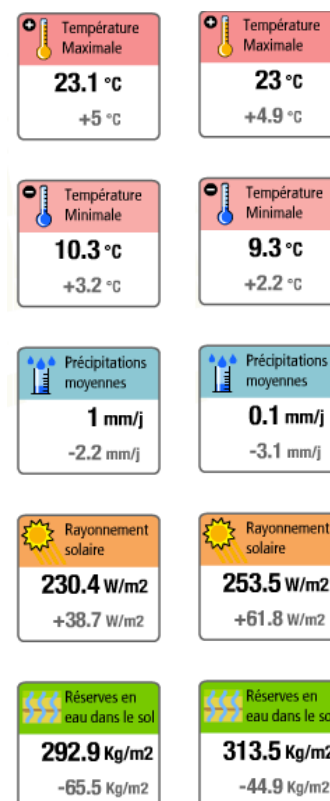 Température
Maximale
23.1 °C
+5 °C
Température
Maximale
23 °C
+4.9 °C
Température
Minimale
10.3 °C
+3.2 °C
Température
Minimale
9.3 °C
+2.2 °C
Précipitations
moyennes
1 mm/j
-2.2 mm/j
Précipitations
moyennes
0.1 mm/j
-3.1 mm/j
Rayonnement
solaire
230.4 W/m2
+38.7 W/m2
Rayonnement
solaire
253.5 W/m2
+61.8 W/m2
Réserves en
eau dans le sol
292.9 Kg/m2
-65.5 Kg/m2
Réserves en
eau dans le sol
313.5 Kg/m2
-44.9 Kg/m2